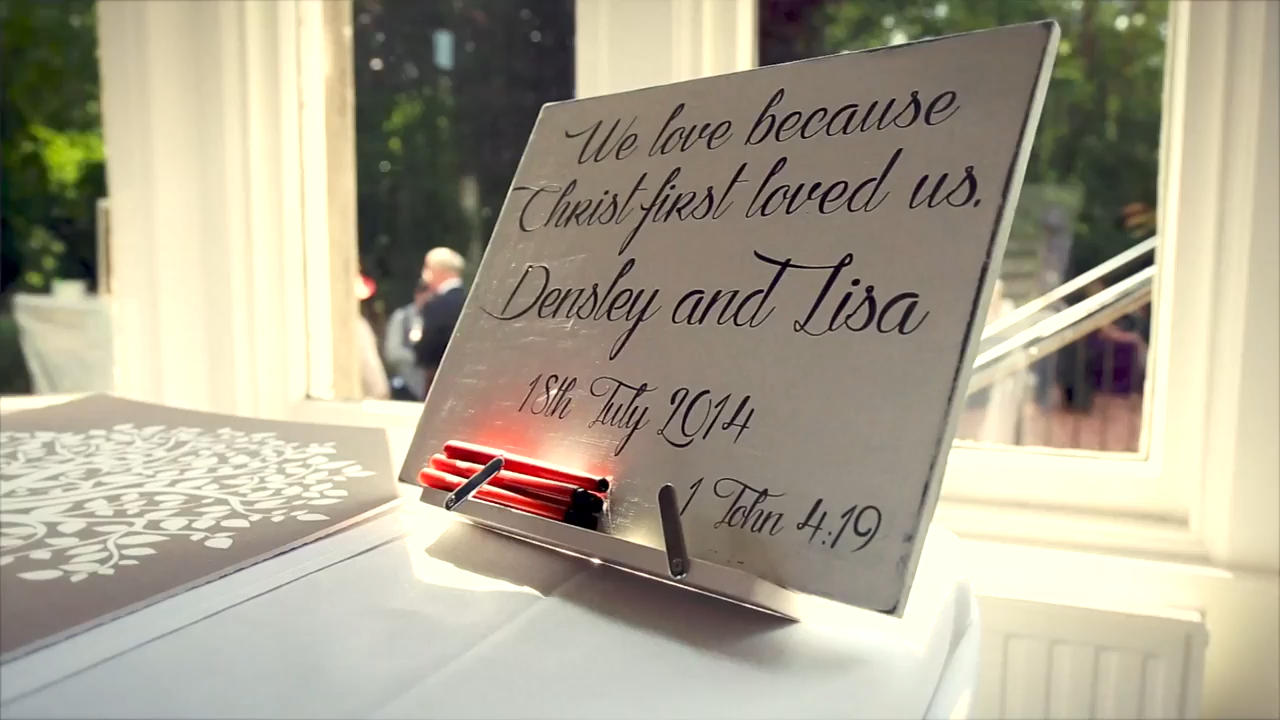 We love because
Christ first loved us.
Densley and Lisa
18th July 2014
1 John 4:19